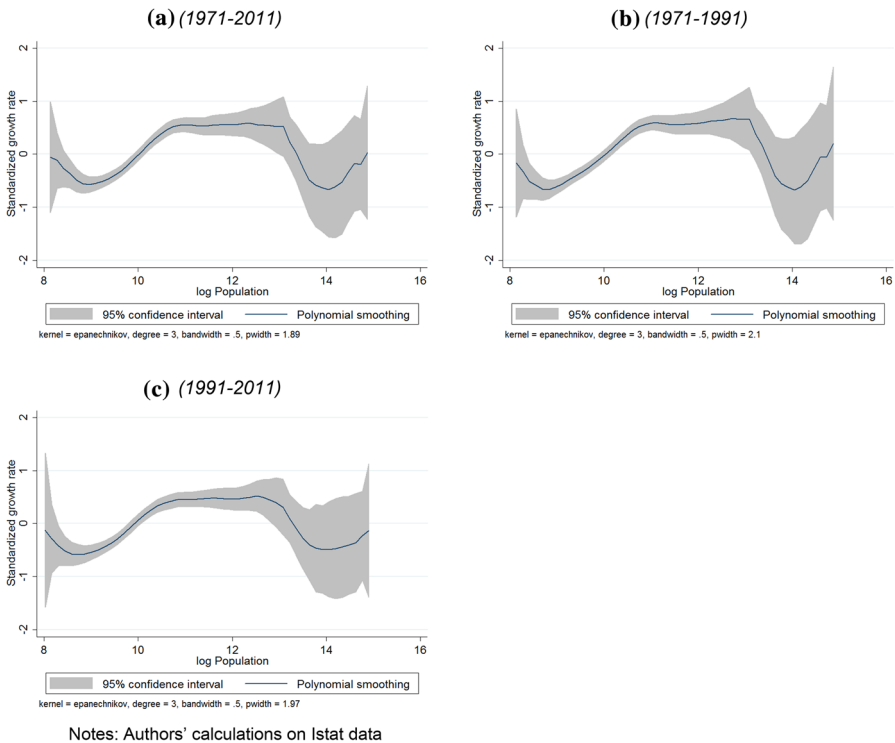 (a) (1971-2011)
Standardized growth rate
2
1
0
-1
-2
8 10 12 14 16
log Population
95% confidence interval Polynomial smoothing
kernel = epanechnikov, degree = 3, bandwidth = .5, pwidth = 1.89
(b) (1971-1991)
Standardized growth rate
2
1
0
-1
-2
8 10 12 14 16
log Population
95% confidence interval Polynomial smoothing
kernel = epanechnikov, degree = 3, bandwidth = .5, pwidth = 2.1
(c) (1991-2011)
Standardized growth rate
2
1
0
-1
-2
8 10 12 14 16
log Population
95% confidence interval Polynomial smoothing
kernel = epanechnikov, degree = 3, bandwidth = .5, pwidth = 1.97
Notes: Authors' calculations on Istat data